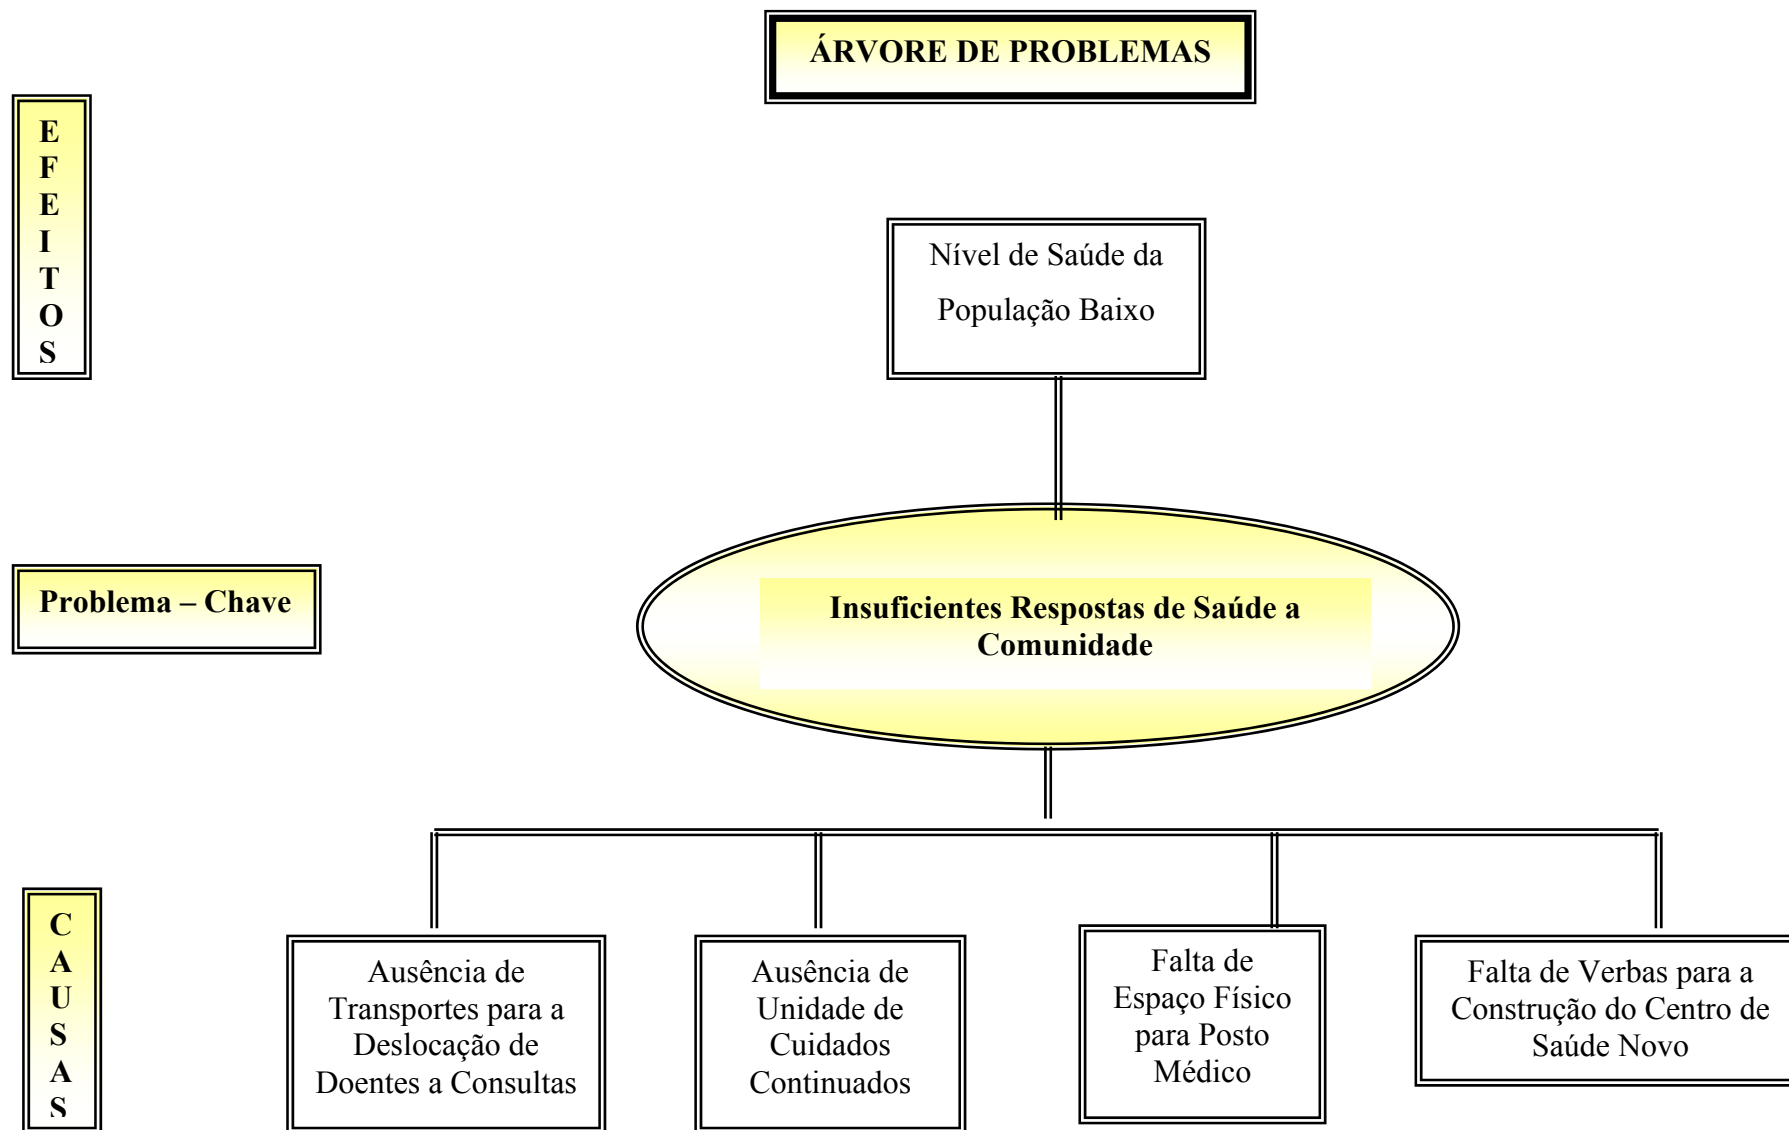 ÁRVORE DE PROBLEMAS
E
F
E
I
T
O
S
Nível de Saúde da
População Baixo
Problema – Chave
Insuficientes Respostas de Saúde a
Comunidade
C
A
U
S
A
S
Ausência de
Transportes para a
Deslocação de
Doentes a Consultas
Ausência de
Unidade de
Cuidados
Continuados
Falta de
Espaço Físico
para Posto
Médico
Falta de Verbas para a
Construção do Centro de
Saúde Novo